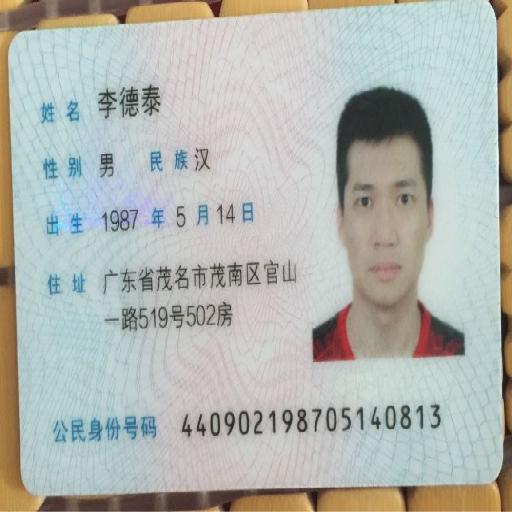 姓名 李德泰
性别 男 民族 汉
出生 1987 年 5 月 14 日
住址 广东省茂名市茂南区官山
一路519号502房
公民身份号码 440902198705140813